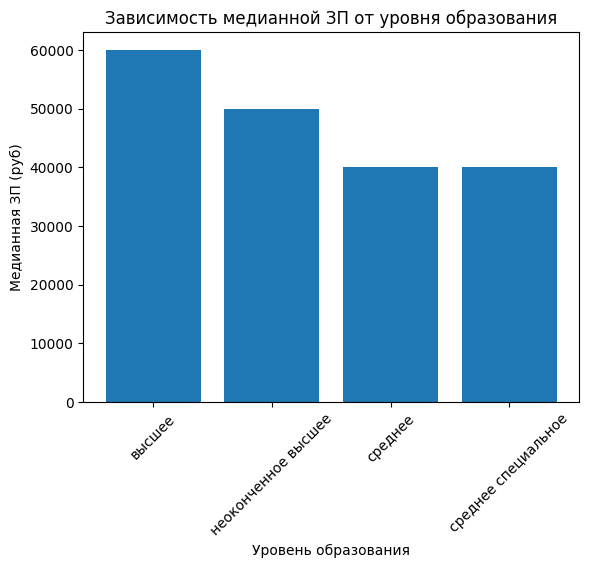 Зависимость медианной ЗП от уровня образования
Медианная ЗП (руб)
60000
50000
40000
30000
20000
10000
0
высшее
неоконченное высшее
среднее
среднее специальное
Уровень образования